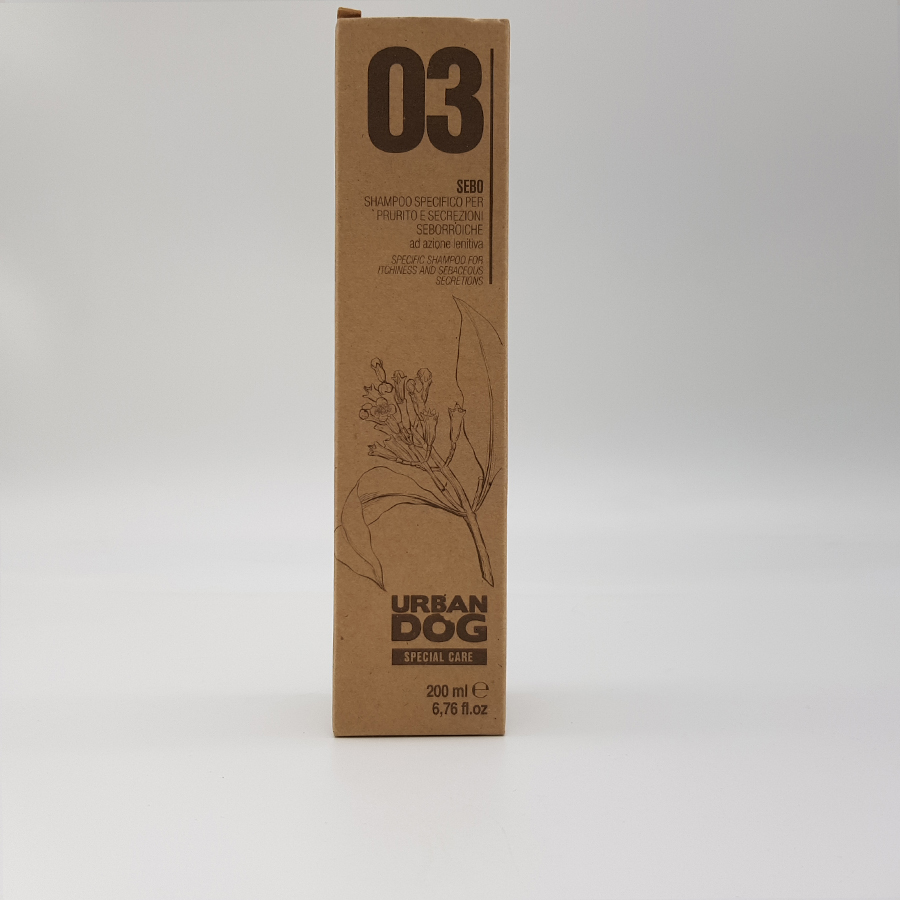 03
SEBO
SHAMPOO SPECIFICO PER
PRURITO E SECREZIONI
SEBORROICHE
ad azione lenitiva
SPECIFIC SHAMPOO FOR
ITCHINESS AND SEBACEOUS
SECRETIONS
URBAN
DOG
SPECIAL CARE
200 ml ℮
6,76 fl.oz